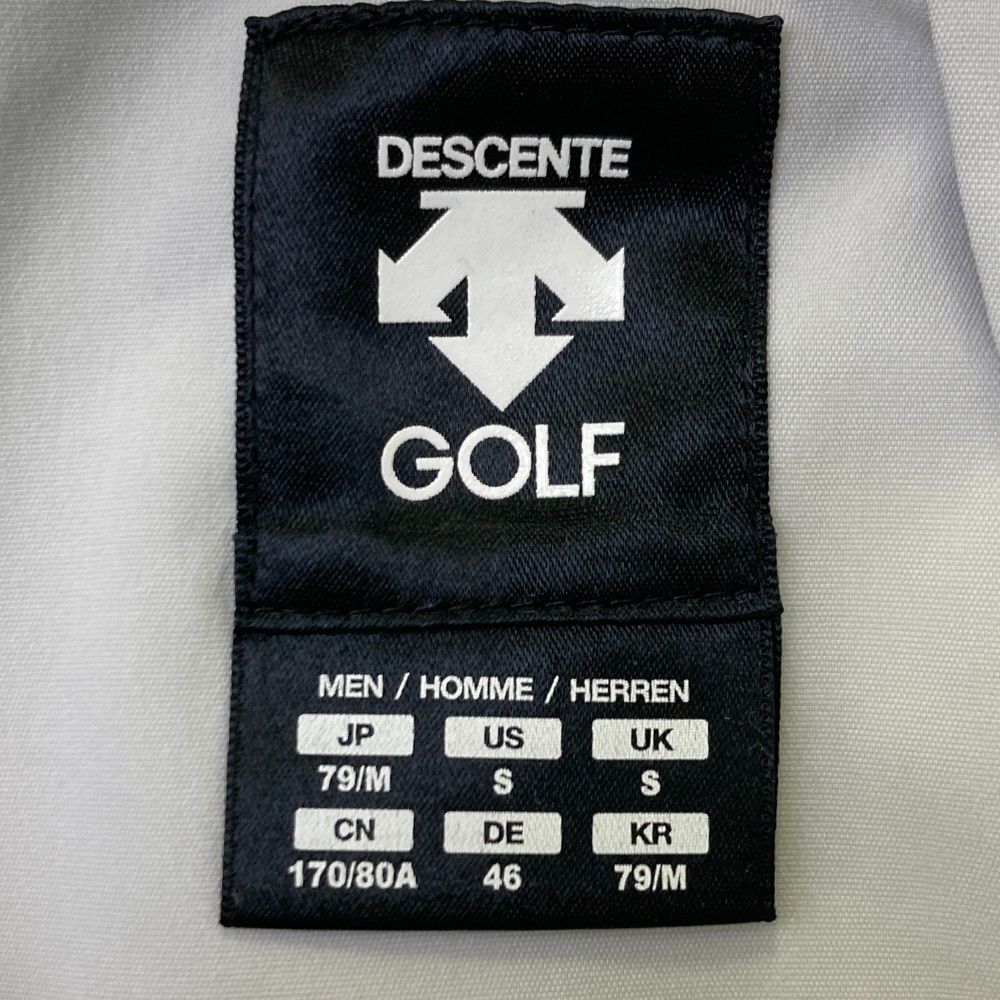 DESCENTE
GOLF
MEN / HOMME / HERREN
JP US UK
79/M S S
CN DE KR
170/80A 46 79/M